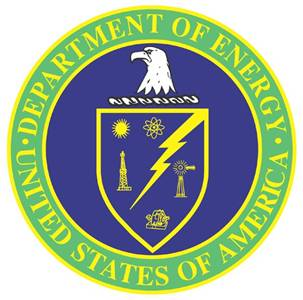 DEPARTMENT OF ENERGY
UNITED STATES OF AMERICA